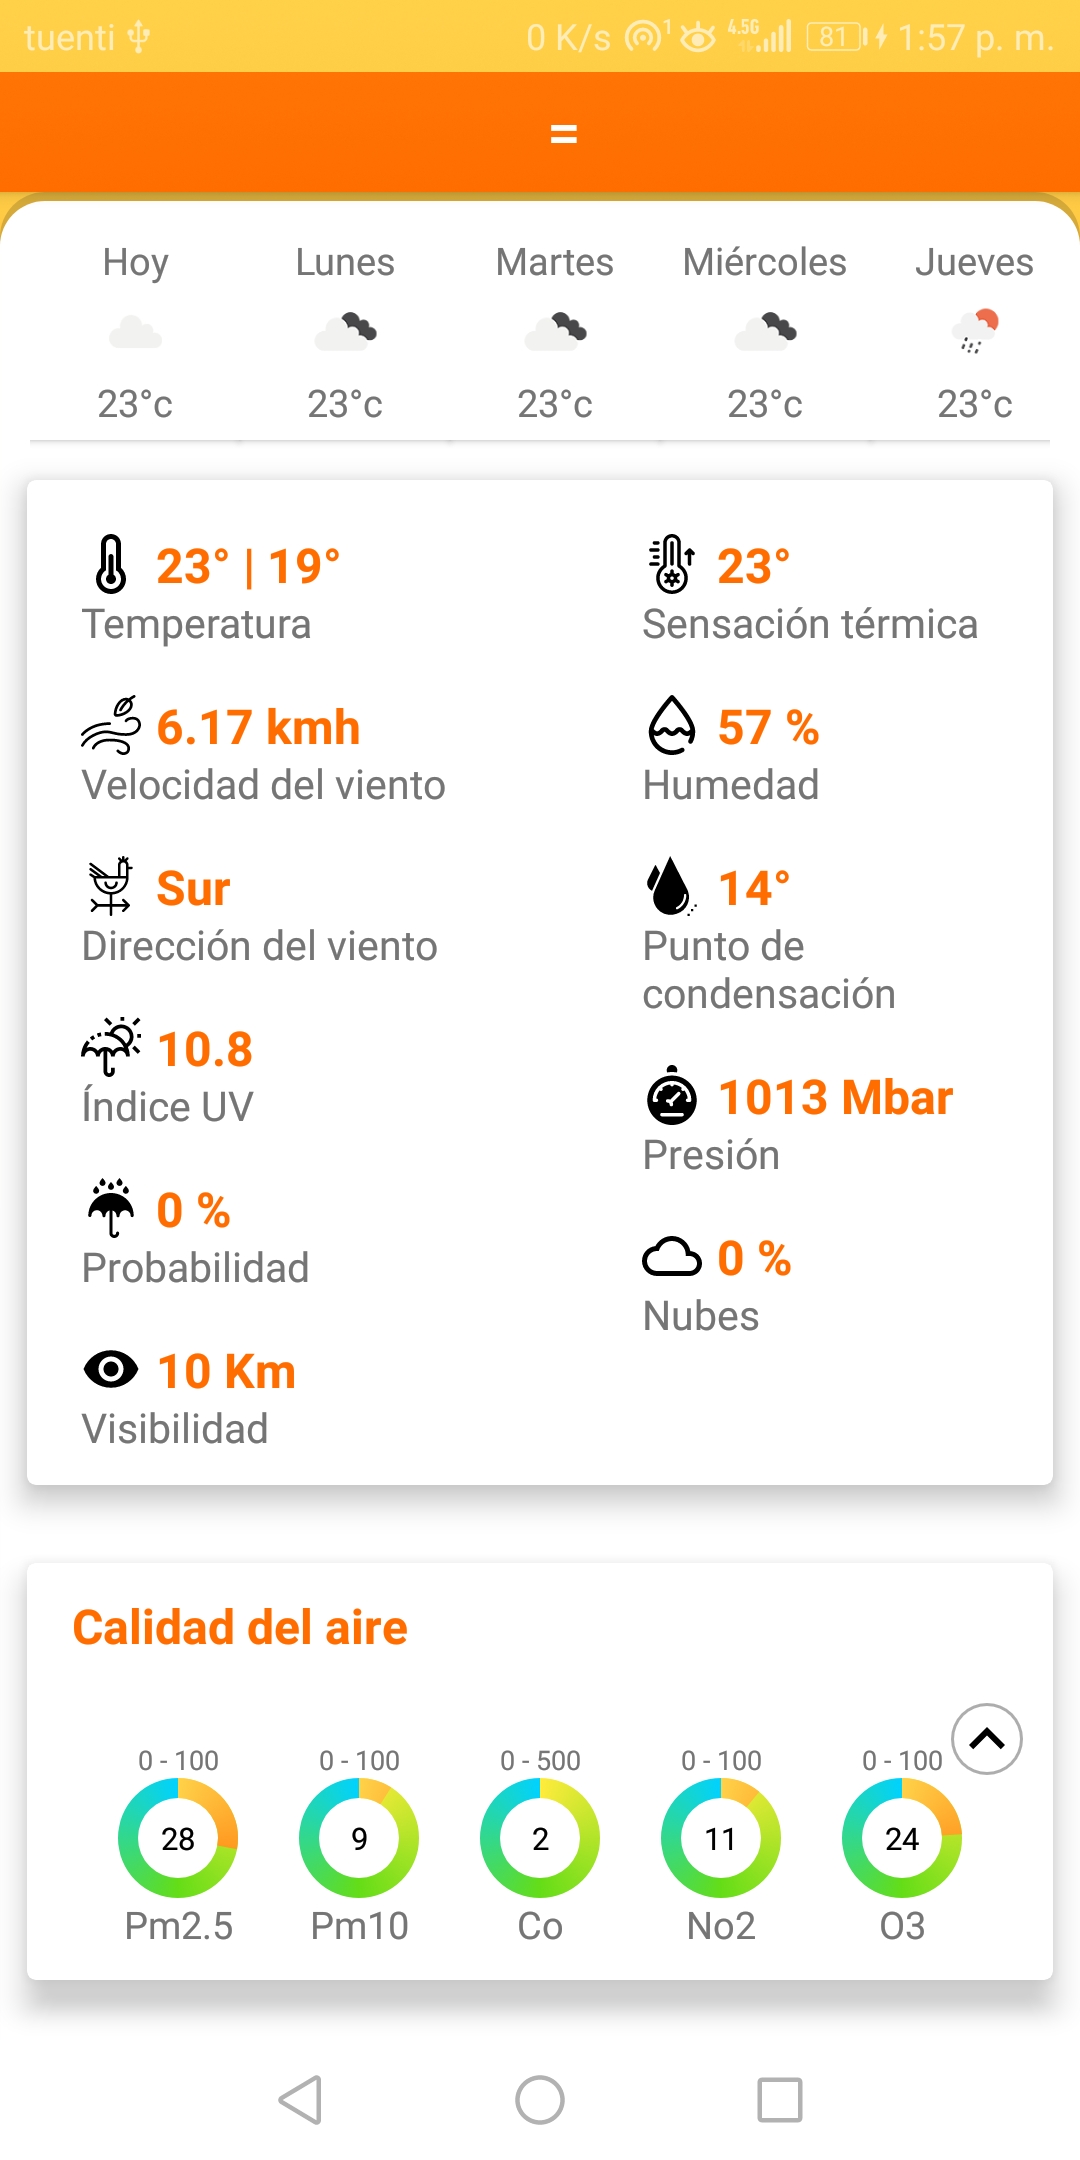 tuenti 0 K/s 1 4.5G 81 1:57 p. m.
=
Hoy Lunes Martes Miércoles Jueves
23°c 23°c 23°c 23°c 23°c
23° | 19°
Temperatura
6.17 kmh
Velocidad del viento
Sur
Dirección del viento
10.8
Índice UV
0 %
Probabilidad
10 Km
Visibilidad
23°
Sensación térmica
57 %
Humedad
14°
Punto de
condensación
1013 Mbar
Presión
0 %
Nubes
Calidad del aire
0 - 100 0 - 100 0 - 500 0 - 100 0 - 100
28 9 2 11 24
Pm2.5 Pm10 Co No2 O3